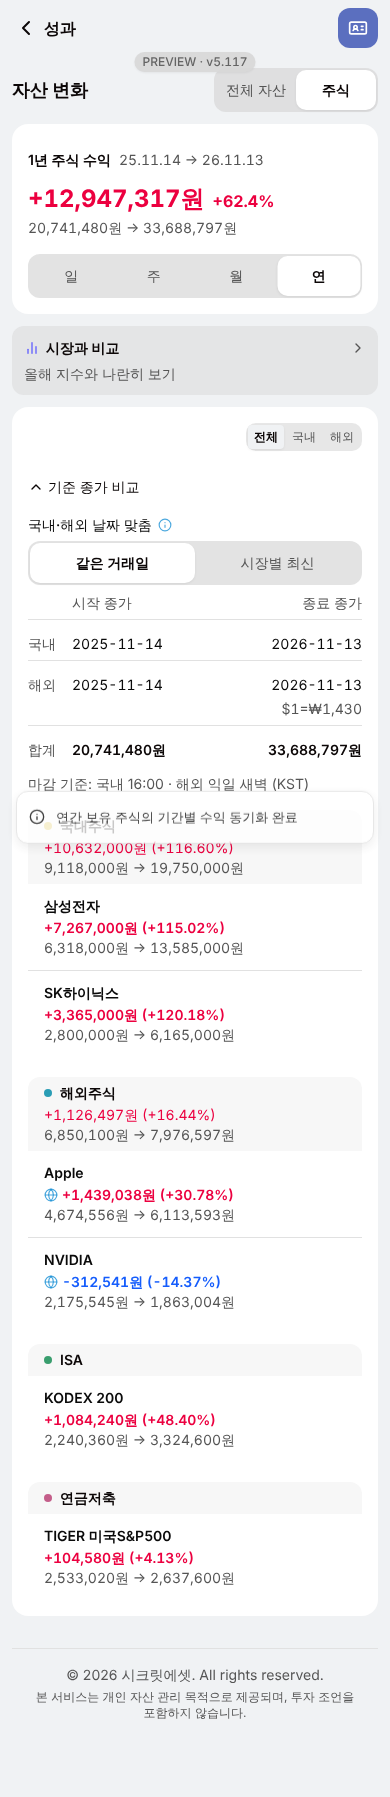 성과
PREVIEW · v5.117
자산 변화
전체 자산 주식
1년 주식 수익 25.11.14 → 26.11.13
+12,947,317원 +62.4%
20,741,480원 → 33,688,797원
일 주 월 연
시장과 비교
올해 지수와 나란히 보기
전체 국내 해외
기준 종가 비교
국내·해외 날짜 맞춤
같은 거래일 시장별 최신
시작 종가 종료 종가
국내 2025-11-14 2026-11-13
해외 2025-11-14 2026-11-13
$1=₩1,430
합계 20,741,480원 33,688,797원
마감 기준: 국내 16:00 · 해외 익일 새벽 (KST)
연간 보유 주식의 기간별 수익 동기화 완료
국내주식
+10,632,000원 (+116.60%)
9,118,000원 → 19,750,000원
삼성전자
+7,267,000원 (+115.02%)
6,318,000원 → 13,585,000원
SK하이닉스
+3,365,000원 (+120.18%)
2,800,000원 → 6,165,000원
해외주식
+1,126,497원 (+16.44%)
6,850,100원 → 7,976,597원
Apple
+1,439,038원 (+30.78%)
4,674,556원 → 6,113,593원
NVIDIA
-312,541원 (-14.37%)
2,175,545원 → 1,863,004원
ISA
KODEX 200
+1,084,240원 (+48.40%)
2,240,360원 → 3,324,600원
연금저축
TIGER 미국S&P500
+104,580원 (+4.13%)
2,533,020원 → 2,637,600원
© 2026 시크릿에셋. All rights reserved.
본 서비스는 개인 자산 관리 목적으로 제공되며, 투자 조언을
포함하지 않습니다.